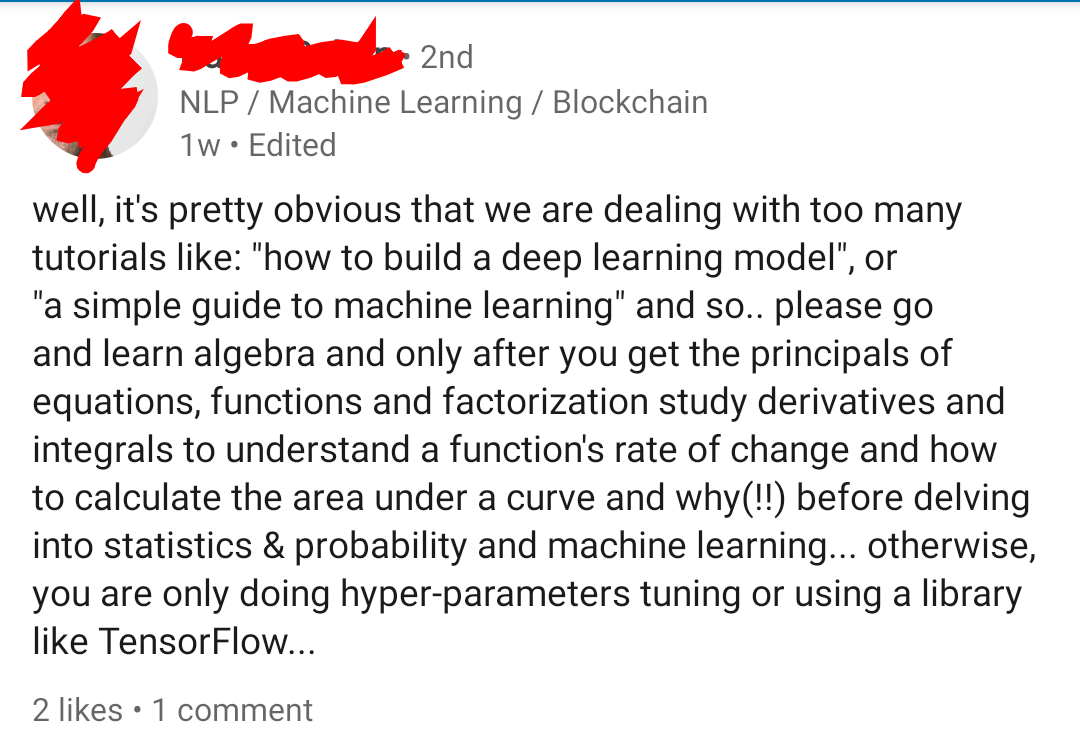 • 2nd
NLP / Machine Learning / Blockchain
1w • Edited
well, it's pretty obvious that we are dealing with too many
tutorials like: "how to build a deep learning model", or
"a simple guide to machine learning" and so.. please go
and learn algebra and only after you get the principals of
equations, functions and factorization study derivatives and
integrals to understand a function's rate of change and how
to calculate the area under a curve and why(!!) before delving
into statistics & probability and machine learning... otherwise,
you are only doing hyper-parameters tuning or using a library
like TensorFlow...
2 likes • 1 comment